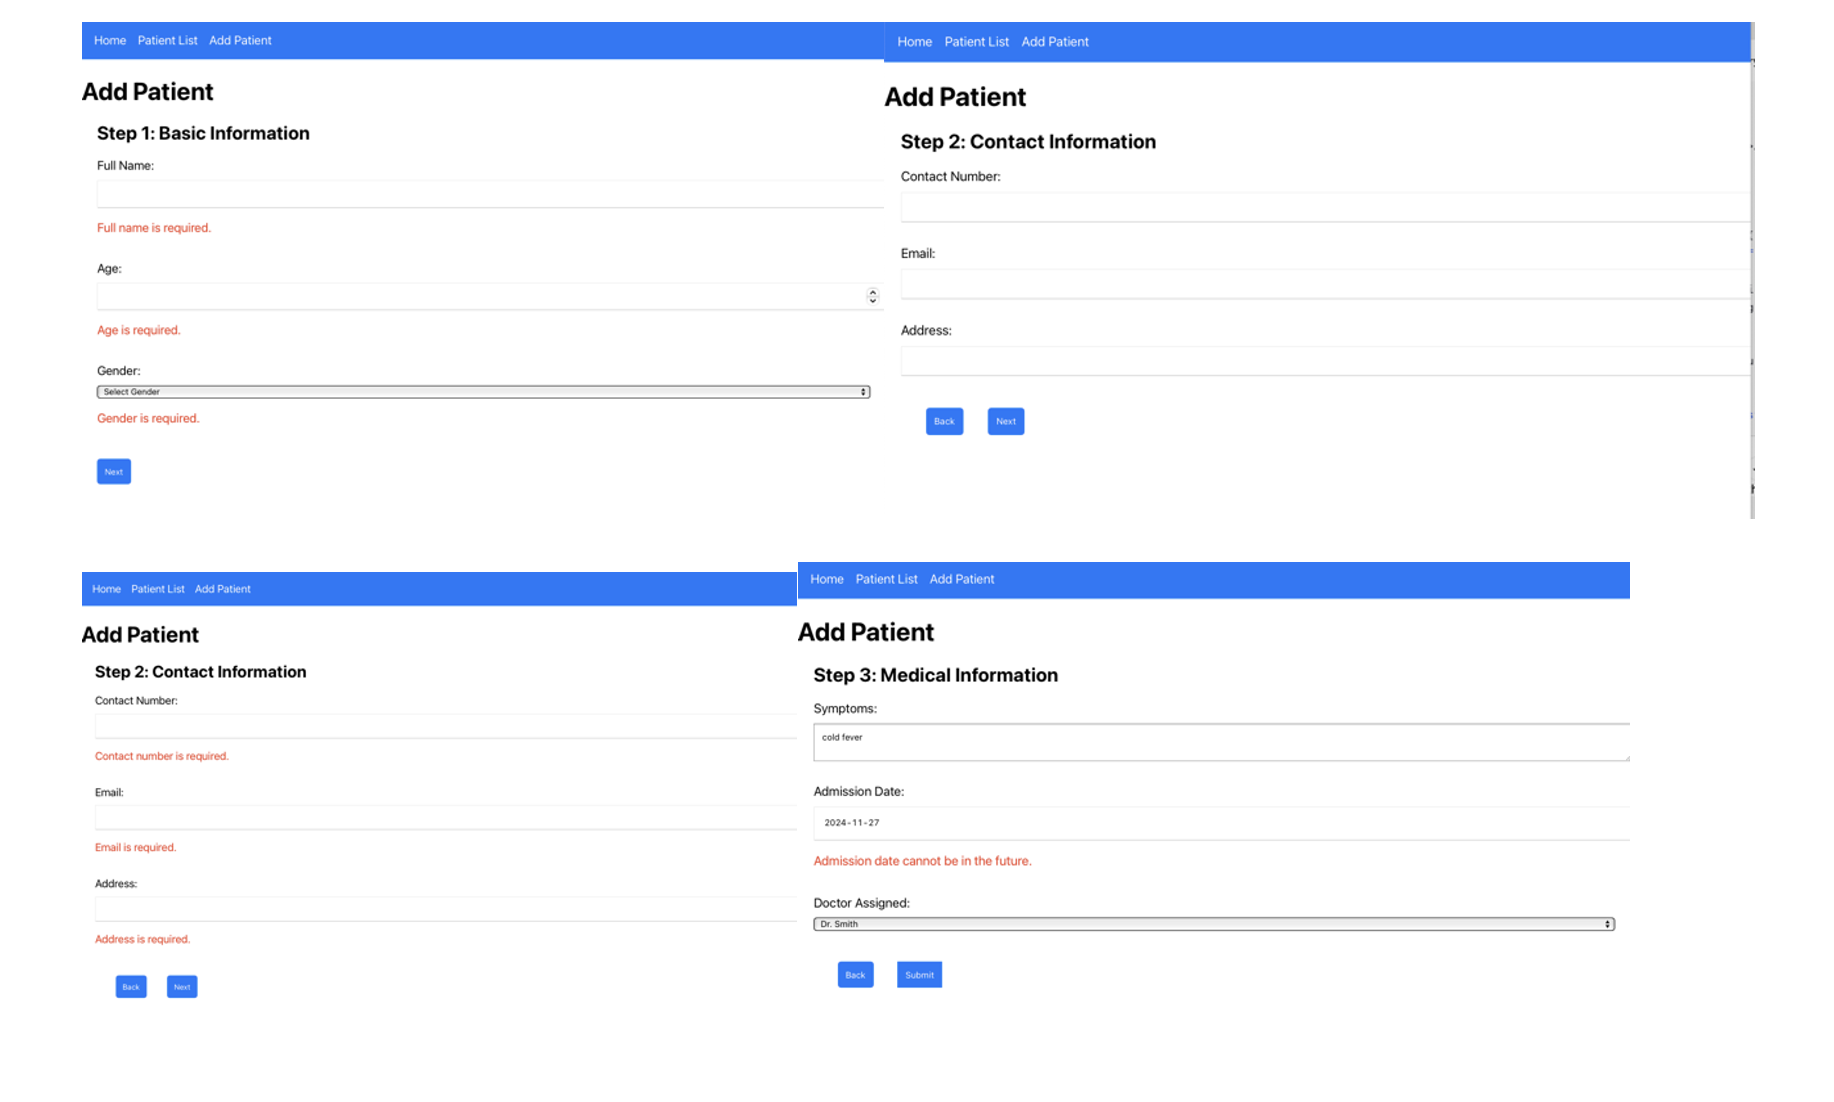 Home Patient List Add Patient
Add Patient
Step 1: Basic Information
Full Name:
Full name is required.
Age:
Age is required.
Gender:
Select Gender
Gender is required.
Next
Home Patient List Add Patient
Add Patient
Step 2: Contact Information
Contact Number:
Email:
Address:
Back Next
Home Patient List Add Patient
Add Patient
Step 2: Contact Information
Contact Number:
Contact number is required.
Email:
Email is required.
Address:
Address is required.
Back Next
Home Patient List Add Patient
Add Patient
Step 3: Medical Information
Symptoms:
cold fever
Admission Date:
2024-11-27
Admission date cannot be in the future.
Doctor Assigned:
Dr. Smith
Back Submit